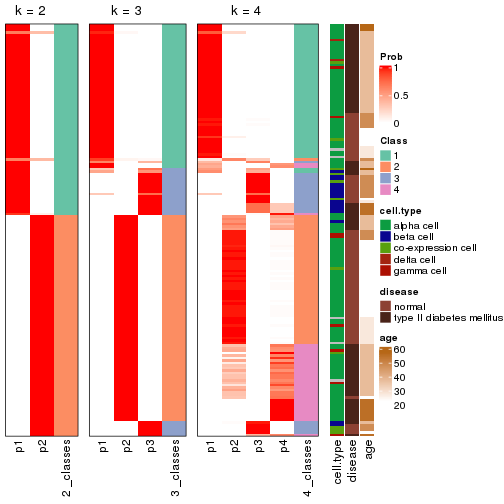 k = 2
k = 3
k = 4
p1
p2
2_classes
p1
p2
p3
3_classes
p1
p2
p3
p4
4_classes
cell.type
disease
age
Prob
1
0.5
0
Class
1
2
3
4
cell.type
alpha cell
beta cell
co-expression cell
delta cell
gamma cell
disease
normal
type II diabetes mellitus
age
60
50
40
30
20